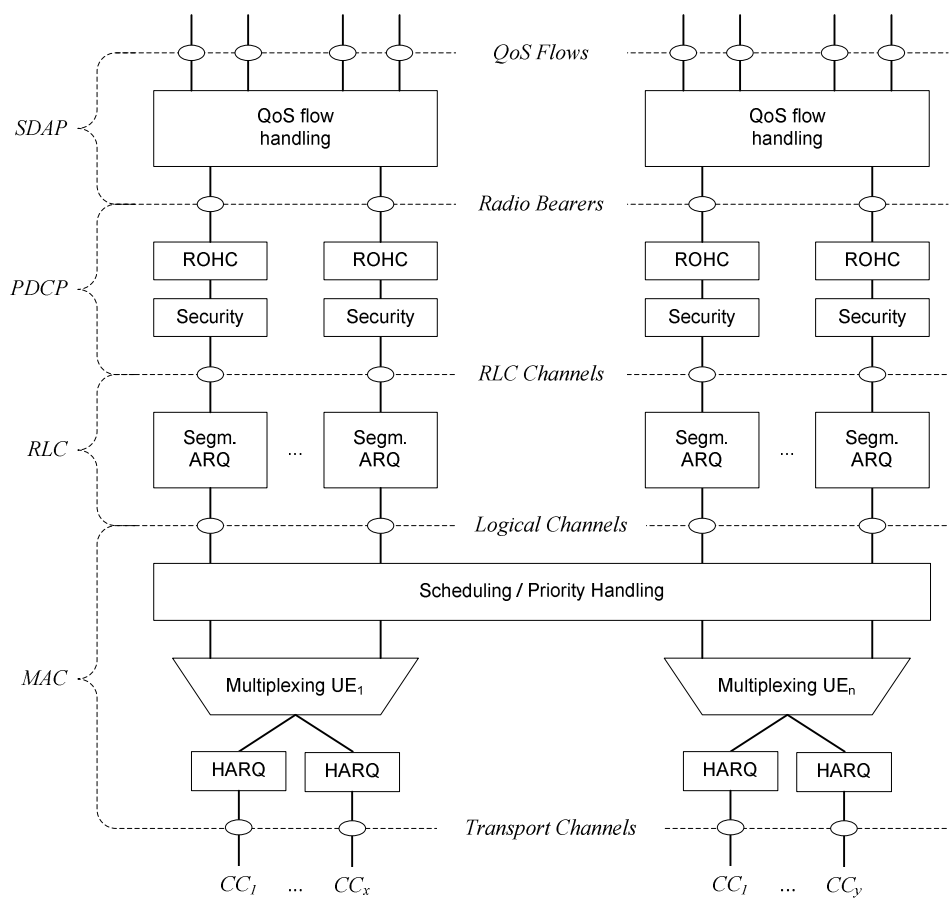 QoS Flows
QoS flow
handling
QoS flow
handling
SDAP
Radio Bearers
ROHC
ROHC
ROHC
ROHC
PDCP
Security
Security
Security
Security
RLC Channels
Segm.
ARQ
...
Segm.
ARQ
Segm.
ARQ
...
Segm.
ARQ
RLC
Logical Channels
Scheduling / Priority Handling
MAC
Multiplexing UE1
Multiplexing UEn
HARQ
HARQ
HARQ
HARQ
Transport Channels
CC1 ... CCx
CC1 ... CCy